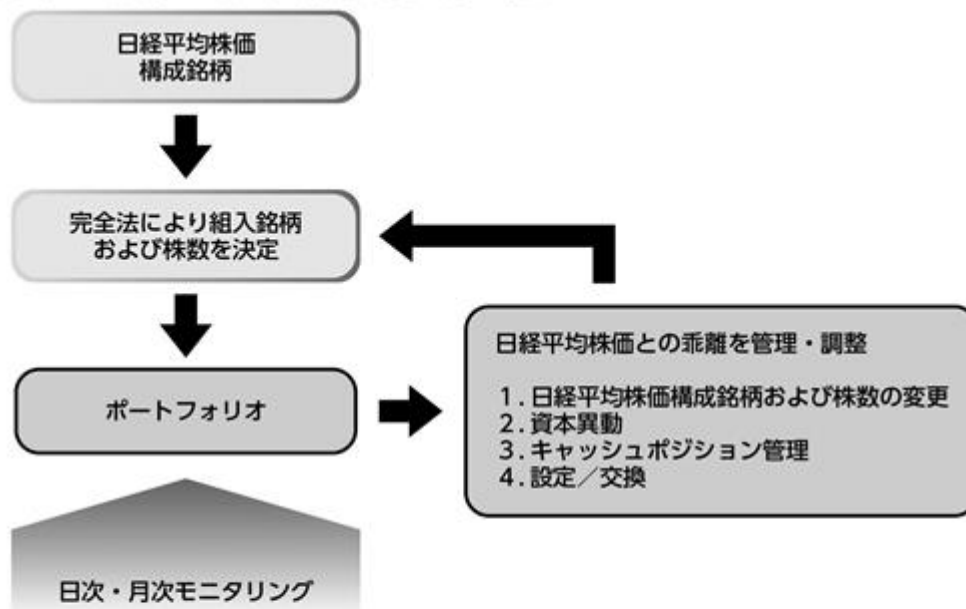 日経平均株価
構成銘柄
完全法により組入銘柄
および株数を決定
ポートフォリオ
日経平均株価との乖離を管理・調整
1.日経平均株価構成銘柄および株数の変更
2.資本異動
3.キャッシュポジション管理
4.設定／交換
日次・月次モニタリング